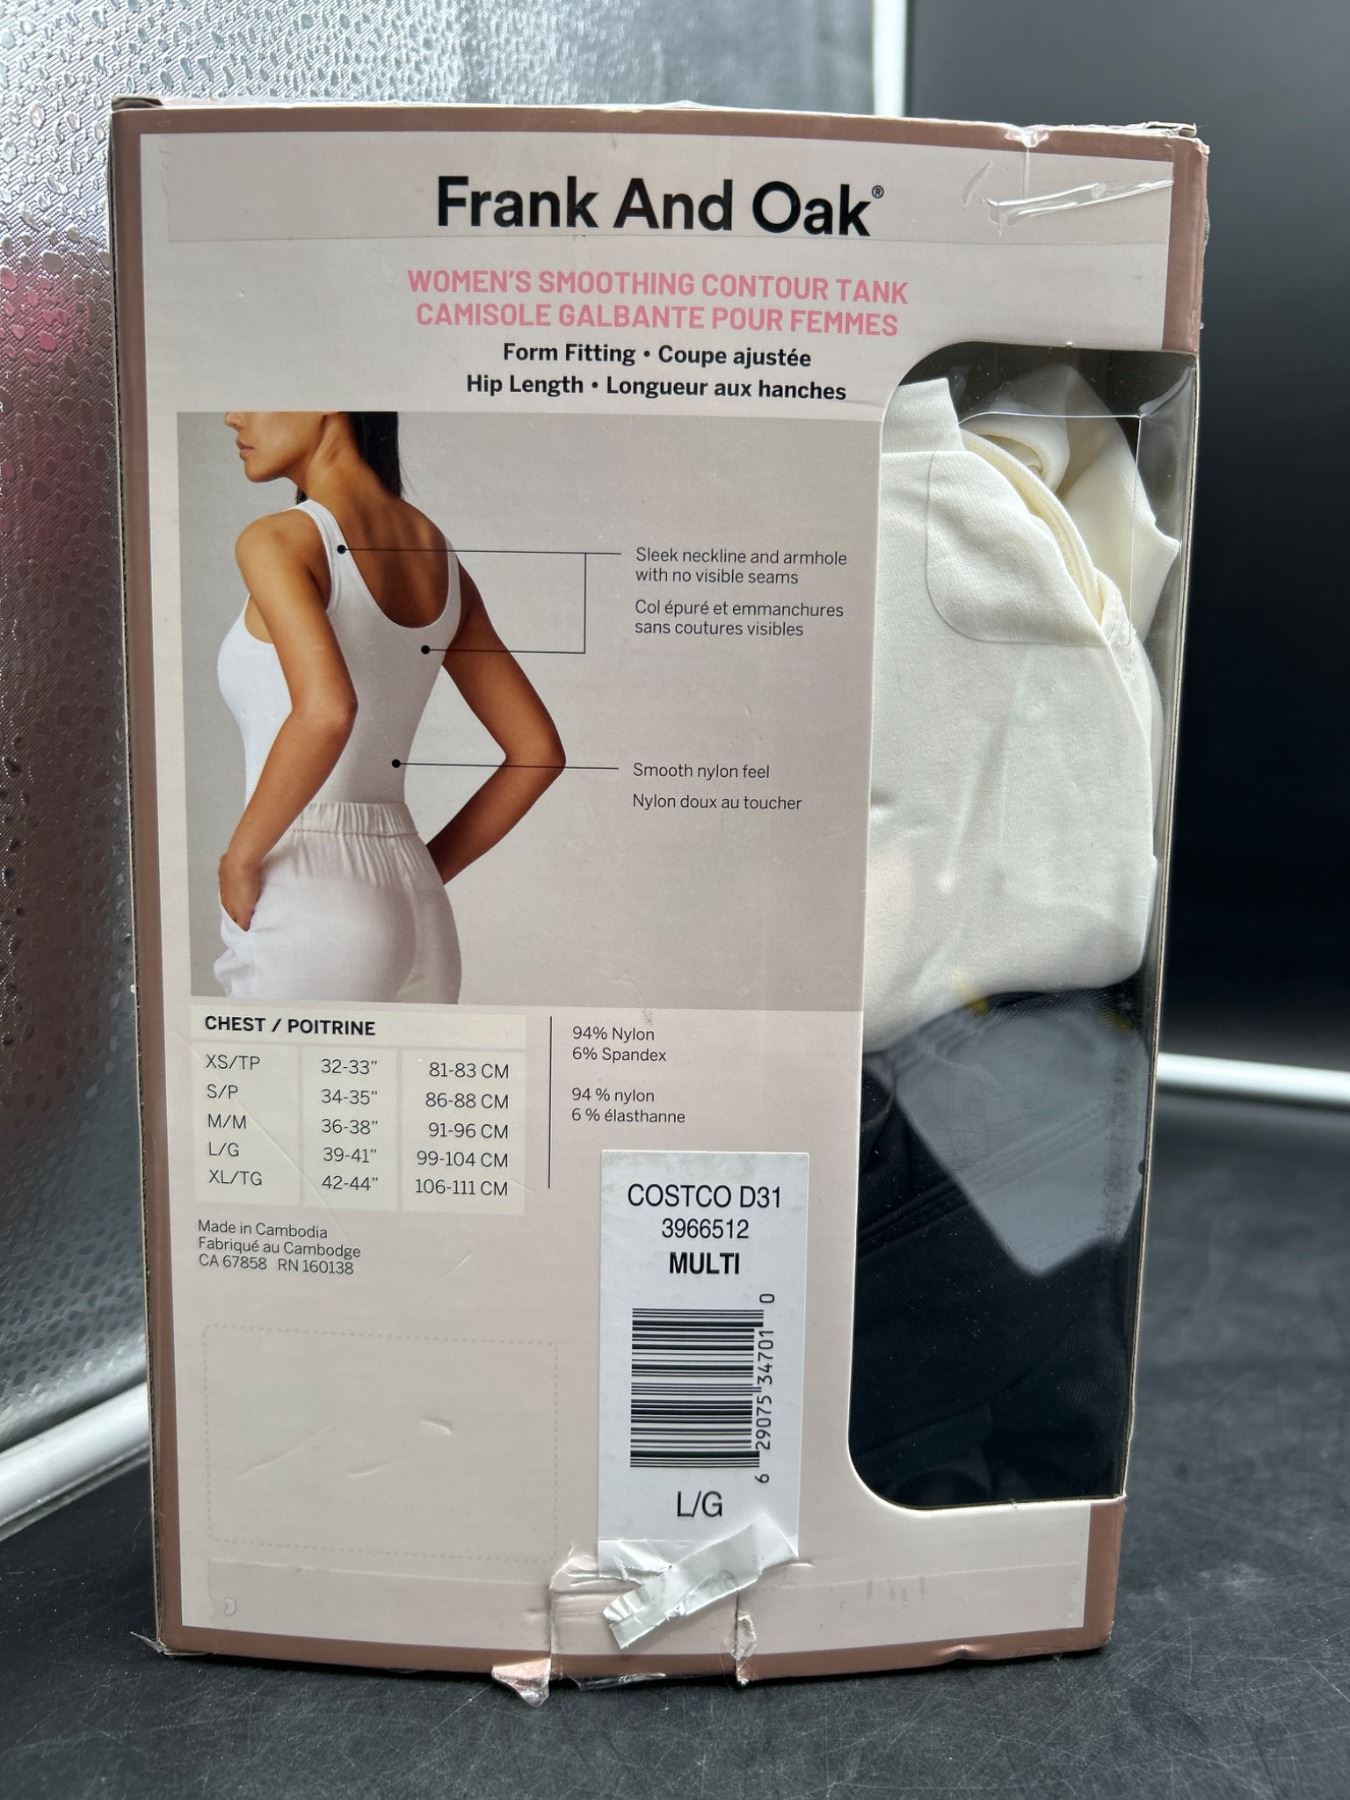 Frank And Oak®
WOMEN'S SMOOTHING CONTOUR TANK
CAMISOLE GALBANTE POUR FEMMES
Form Fitting • Coupe ajustée
Hip Length • Longueur aux hanches
Sleek neckline and armhole
with no visible seams
Col épuré et emmanchures
sans coutures visibles
Smooth nylon feel
Nylon doux au toucher
CHEST / POITRINE
XS/TP 32-33" 81-83 CM
S/P 34-35" 86-88 CM
M/M 36-38" 91-96 CM
L/G 39-41" 99-104 CM
XL/TG 42-44" 106-111 CM
94% Nylon
6% Spandex
94 % nylon
6 % élasthanne
Made in Cambodia
Fabriqué au Cambodge
CA 67858 RN 160138
COSTCO D31
3966512
MULTI
6 29075 34701 0
L/G